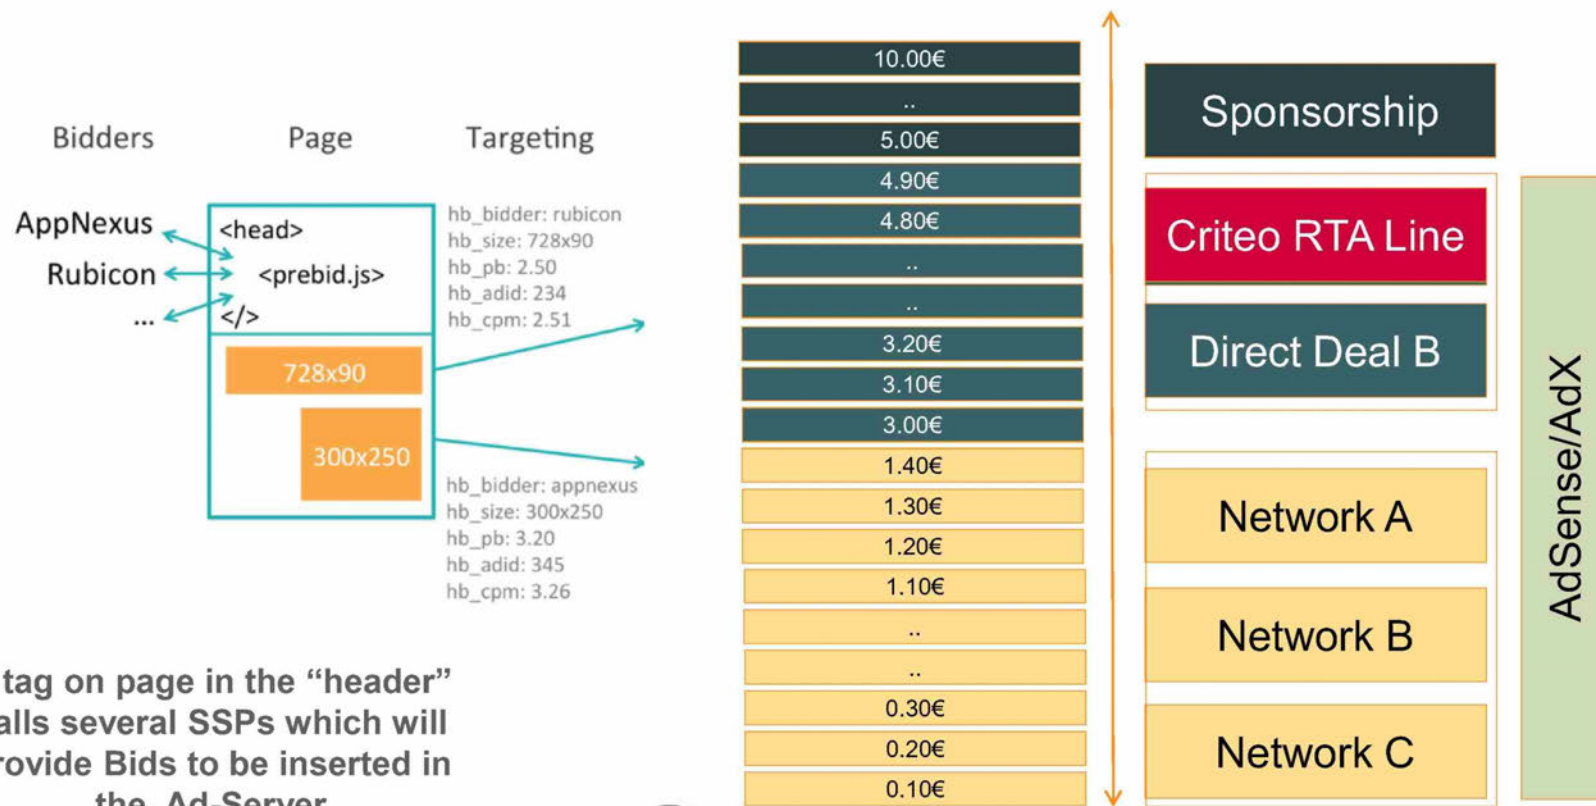 Bidders
Page
Targeting
AppNexus
Rubicon
...
<head>
<prebid.js>
</>
728x90
300x250
hb_bidder: rubicon
hb_size: 728x90
hb_pb: 2.50
hb_adid: 234
hb_cpm: 2.51
hb_bidder: appnexus
hb_size: 300x250
hb_pb: 3.20
hb_adid: 345
hb_cpm: 3.26
tag on page in the “header”
several SSPs which will
Bids to be inserted in
the Ad-Server
10.00€
..
5.00€
4.90€
4.80€
..
..
3.20€
3.10€
3.00€
1.40€
1.30€
1.20€
1.10€
..
..
0.30€
0.20€
0.10€
Sponsorship
Criteo RTA Line
Direct Deal B
Network A
Network B
Network C
AdSense/AdX